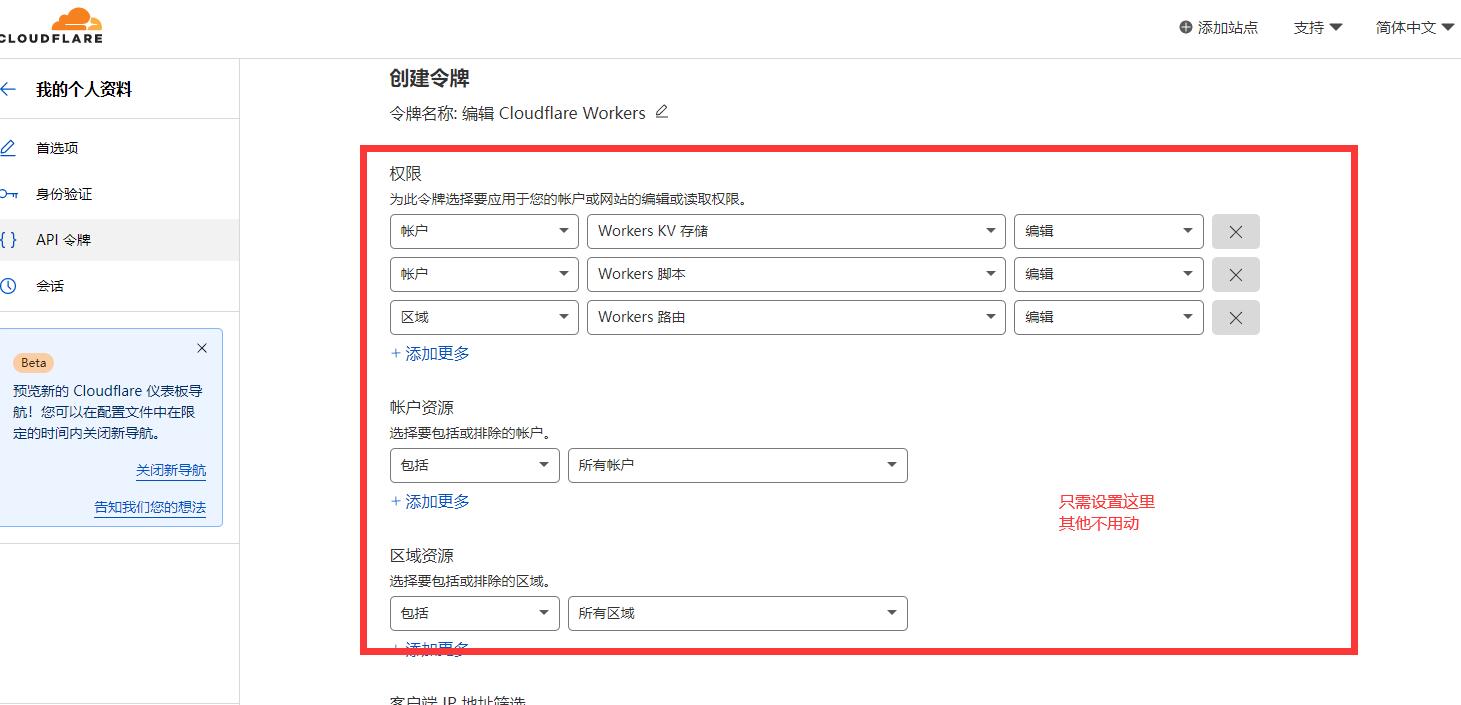 CLOUDFLARE
添加站点 支持 简体中文
我的个人资料
首选项
身份验证
API 令牌
会话
Beta
预览新的 Cloudflare 仪表板导
航！您可以在配置文件中在限
定的时间内关闭新导航。
关闭新导航
告知我们您的想法
创建令牌
令牌名称: 编辑 Cloudflare Workers
权限
为此令牌选择要应用于您的帐户或网站的编辑或读取权限。
帐户 Workers KV 存储 编辑
帐户 Workers 脚本 编辑
区域 Workers 路由 编辑
+ 添加更多
帐户资源
选择要包括或排除的帐户。
包括 所有帐户
+ 添加更多
只需设置这里
其他不用动
区域资源
选择要包括或排除的区域。
包括 所有区域
+ 添加更多
客户端 IP 地址筛选